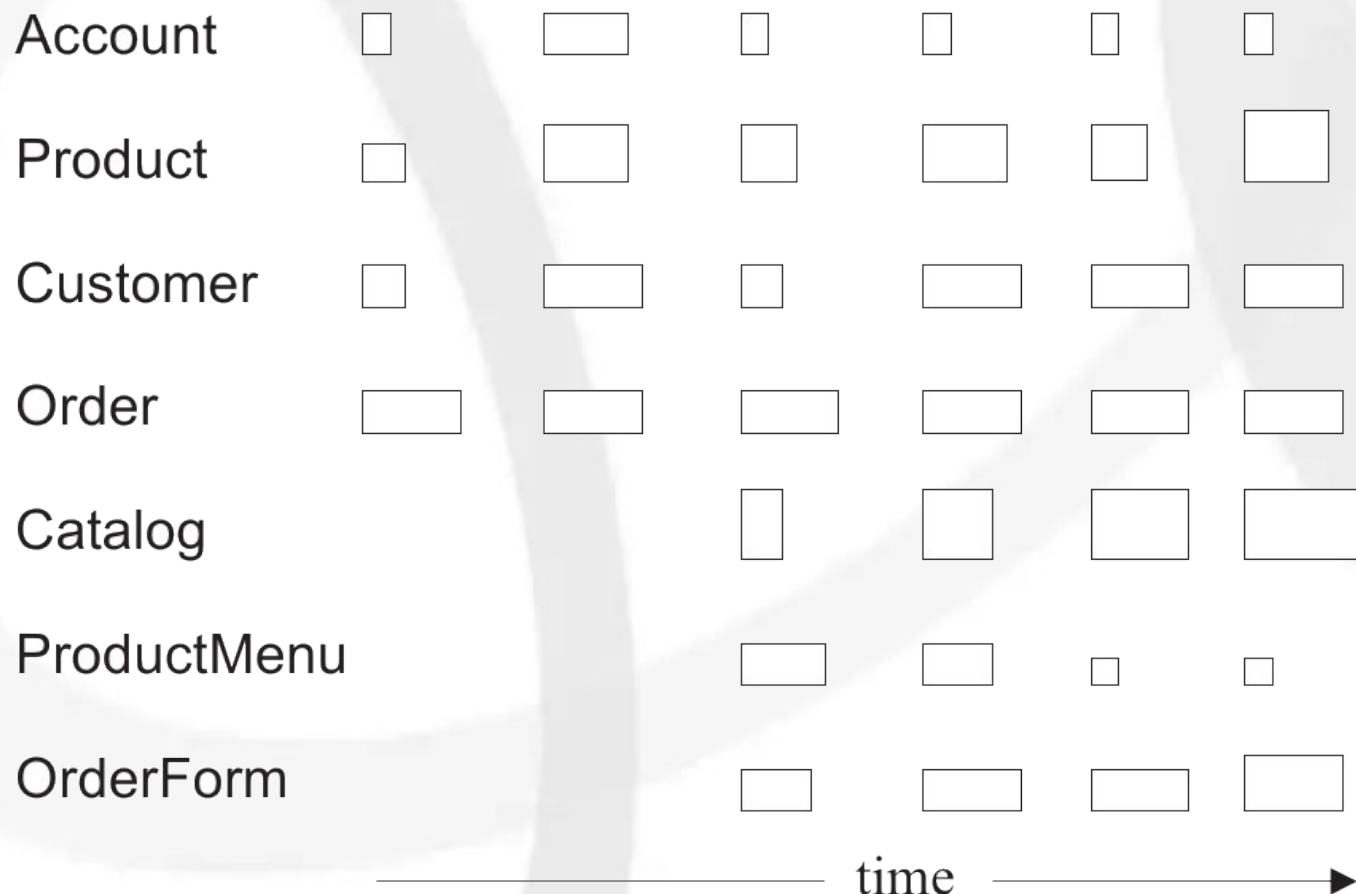 Account
Product
Customer
Order
Catalog
ProductMenu
OrderForm
time